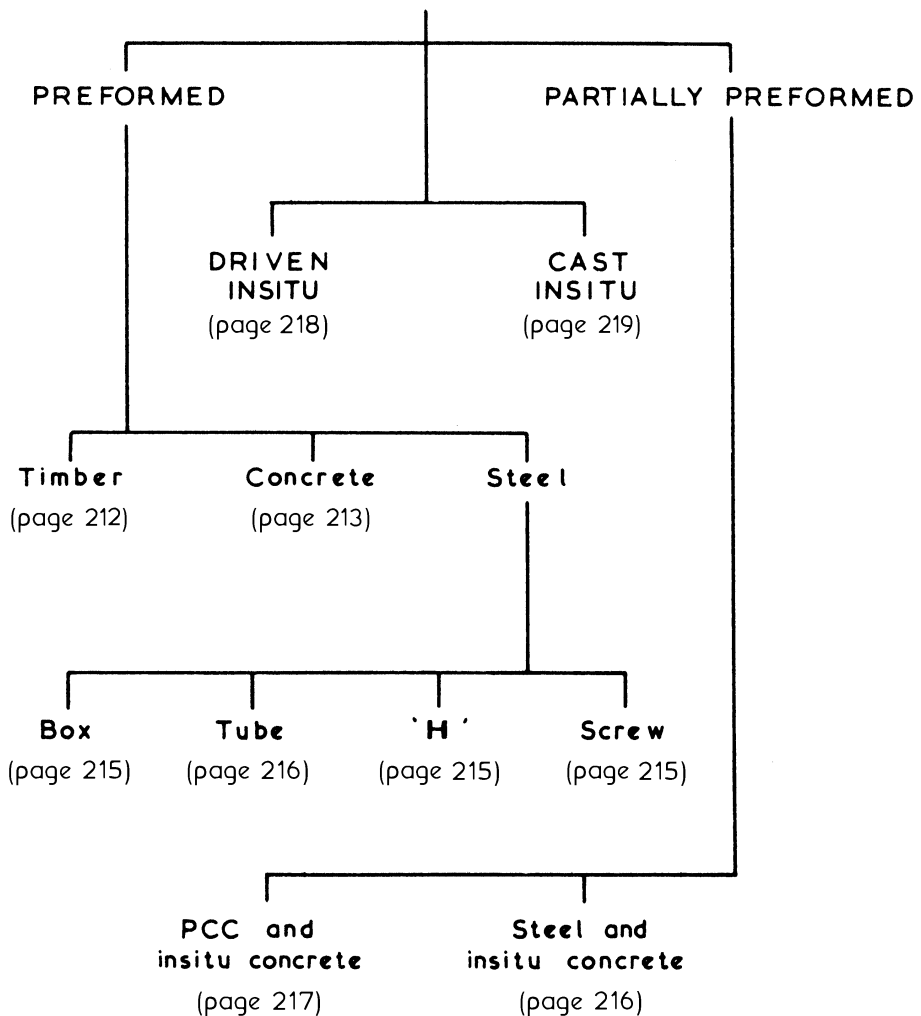 PREFORMED
PARTIALLY PREFORMED
DRIVEN
INSITU
(page 218)
CAST
INSITU
(page 219)
Timber
(page 212)
Concrete
(page 213)
Steel
Box
(page 215)
Tube
(page 216)
'H'
(page 215)
Screw
(page 215)
PCC and
insitu concrete
(page 217)
Steel and
insitu concrete
(page 216)